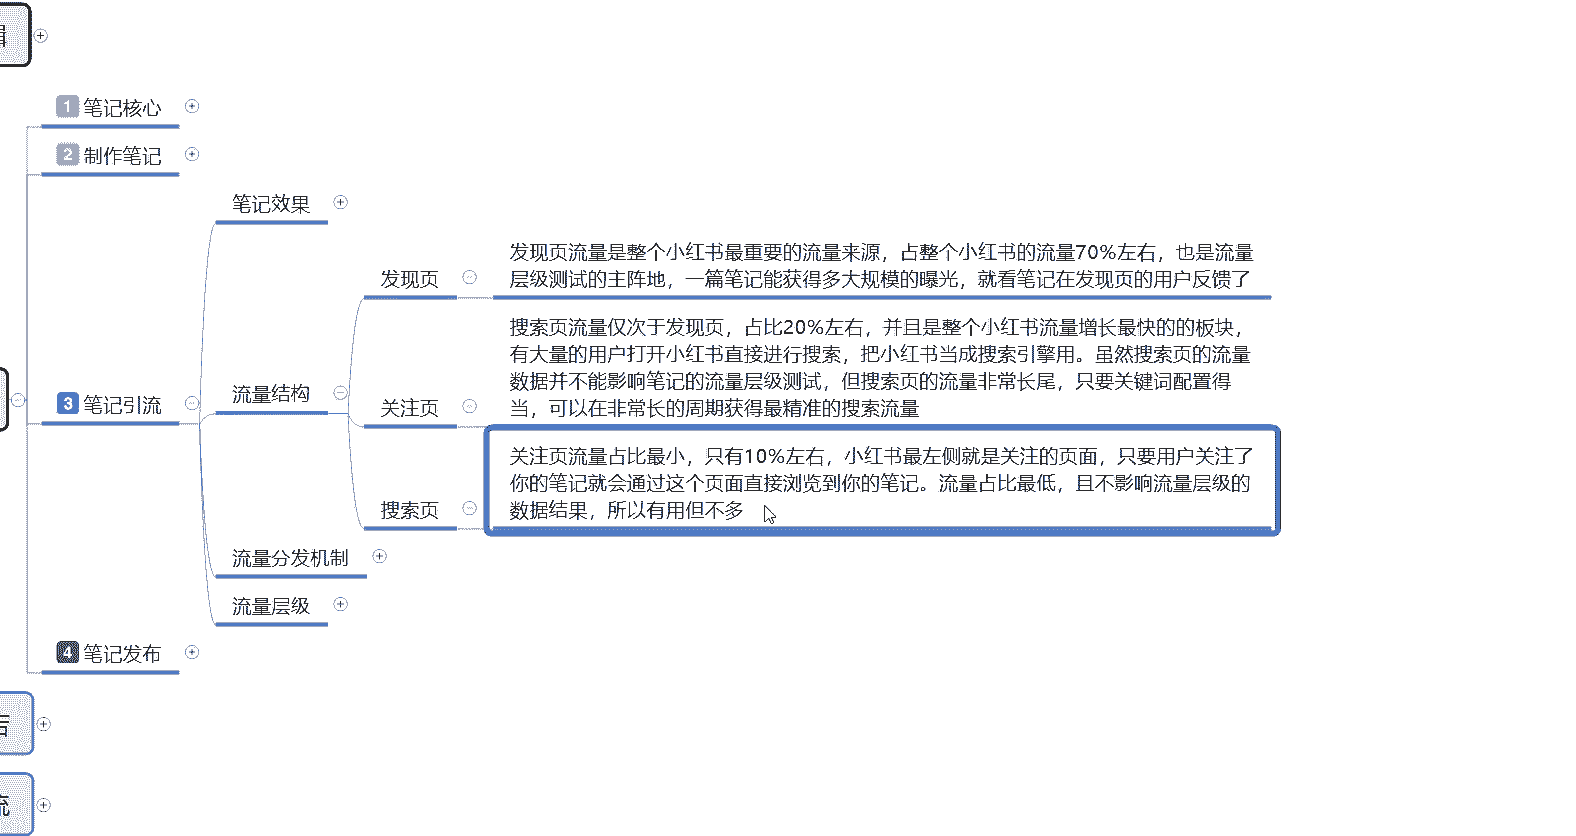 1 笔记核心
2 制作笔记
笔记效果
发现页
发现页流量是整个小红书最重要的流量来源，占整个小红书的流量70%左右，也是流量
层级测试的主阵地，一篇笔记能获得多大规模的曝光，就看笔记在发现页的用户反馈了
3 笔记引流
流量结构
关注页
搜索页流量仅次于发现页，占比20%左右，并且是整个小红书流量增长最快的的板块，
有大量的用户打开小红书直接进行搜索，把小红书当成搜索引擎用。虽然搜索页的流量
数据并不能影响笔记的流量层级测试，但搜索页的流量非常长尾，只要关键词配置得
当，可以在非常长的周期获得最精准的搜索流量
搜索页
关注页流量占比最小，只有10%左右，小红书最左侧就是关注的页面，只要用户关注了
你的笔记就会通过这个页面直接浏览到你的笔记。流量占比最低，且不影响流量层级的
数据结果，所以有用但不多
流量分发机制
流量层级
4 笔记发布